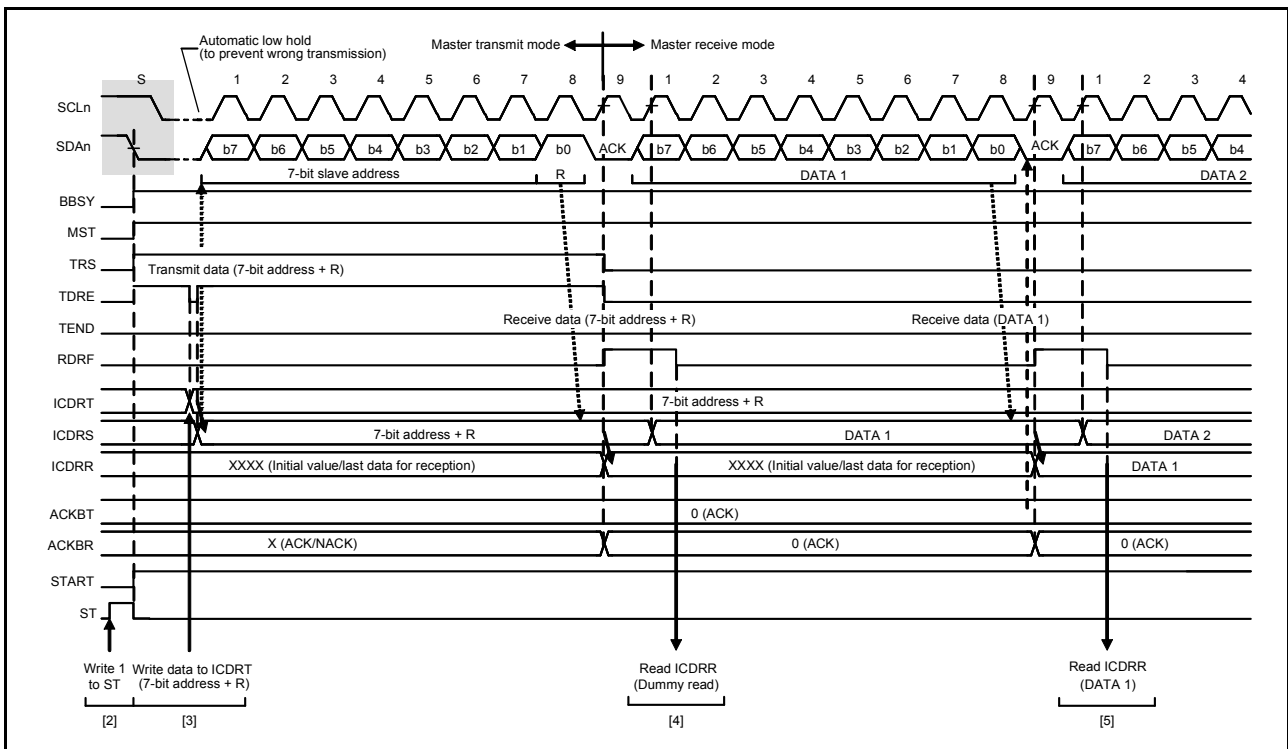 Automatic low hold
(to prevent wrong transmission)
Master transmit mode Master receive mode
S 1 2 3 4 5 6 7 8 9 1 2 3 4 5 6 7 8 9 1 2 3 4
SCLn
SDAn b7 b6 b5 b4 b3 b2 b1 b0 ACK b7 b6 b5 b4 b3 b2 b1 b0 ACK b7 b6 b5 b4
7-bit slave address R DATA 1 DATA 2
BBSY
MST
TRS
Transmit data (7-bit address + R)
TDRE
Receive data (7-bit address + R) Receive data (DATA 1)
TEND
RDRF
ICDRT 7-bit address + R
ICDRS 7-bit address + R DATA 1 DATA 2
ICDRR XXXX (Initial value/last data for reception) XXXX (Initial value/last data for reception) DATA 1
ACKBT 0 (ACK)
ACKBR X (ACK/NACK) 0 (ACK) 0 (ACK)
START
ST
Write 1 Write data to ICDRT Read ICDRR Read ICDRR
to ST (7-bit address + R) (Dummy read) (DATA 1)
[2] [3] [4] [5]